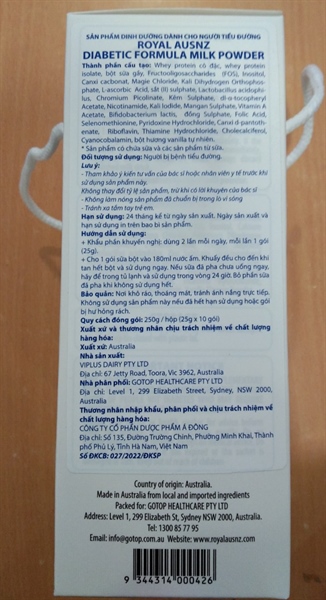 SẢN PHẨM DINH DƯỠNG DÀNH CHO NGƯỜI TIỂU ĐƯỜNG
ROYAL AUSNZ
DIABETIC FORMULA MILK POWDER
Thành phần cấu tạo: Whey protein cô đặc, whey protein
isolate, bột sữa gầy, Fructooligosaccharides (FOS), Inositol,
Canxi carbonat, Magie Chloride, Kali Dihydrogen Orthophos-
phate, L-ascorbic Acid, sắt (II) sulphate, Lactobacillus acidophi-
lus, Chromium Picolinate, Kẽm Sulphate, dl-α-tocopheryl
Acetate, Nicotinamide, Kali Iodide, Mangan Sulphate, Vitamin A
Acetate, Bifidobacterium lactis, đồng Sulphate, Folic Acid,
Selenomethionine, Pyridoxine Hydrochloride, Canxi d-pantoth-
enate, Riboflavin, Thiamine Hydrochloride, Cholecalciferol,
Cyanocobalamin, bột hương vanilla tự nhiên.
* Sản phẩm có chứa sữa và các sản phẩm từ sữa.
Đối tượng sử dụng: Người bị bệnh tiểu đường.
Lưu ý:
- Tham khảo ý kiến tư vấn của bác sĩ hoặc nhân viên y tế trước khi
sử dụng sản phẩm này.
Không thay đổi tỷ lệ sản phẩm, trừ khi có lời khuyên của bác sĩ
- Không làm nóng sản phẩm đã chuẩn bị trong lò vi sóng
- Tránh xa tầm tay trẻ em.
Hạn sử dụng: 24 tháng kể từ ngày sản xuất. Ngày sản xuất và
hạn sử dụng in trên bao bì sản phẩm.
Hướng dẫn sử dụng:
+ Khẩu phần khuyến nghị: dùng 2 lần mỗi ngày, mỗi lần 1 gói
(25g).
+ Cho 1 gói sữa bột vào 180ml nước ấm. Khuấy đều cho đến khi
tan hết bột và sử dụng ngay. Nếu sữa đã pha chưa uống ngay,
hãy để trong tủ lạnh và sử dụng trong vòng 24 giờ. Bỏ phần sữa
đã pha khi không sử dụng hết.
Bảo quản: Nơi khô ráo, thoáng mát, tránh ánh nắng trực tiếp.
Không sử dụng sản phẩm này nếu đã hết hạn sử dụng hoặc gói
bị hư hỏng rách.
Quy cách đóng gói: 250g / hộp (25g x 10 gói)
Xuất xứ và thương nhân chịu trách nhiệm về chất lượng
hàng hóa:
Xuất xứ: Australia
Nhà sản xuất:
VIPLUS DAIRY PTY LTD
Địa chỉ: 67 Jetty Road, Toora, Vic 3962, Australia
Nhà phân phối: GOTOP HEALTHCARE PTY LTD
Địa chỉ: Level 1, 299 Elizabeth Street, Sydney, NSW 2000,
Australia
Thương nhân nhập khẩu, phân phối và chịu trách nhiệm về
chất lượng hàng hóa:
CÔNG TY CỔ PHẦN DƯỢC PHẨM Á ĐÔNG
Địa chỉ: Số 135, Đường Trường Chinh, Phường Minh Khai, Thành
phố Phủ Lý, Tỉnh Hà Nam, Việt Nam
Số ĐKCB: 027/2022/ĐKSP
Country of origin: Australia.
Made in Australia from local and imported ingredients
Packed for: GOTOP HEALTHCARE PTY LTD
Address: Level 1, 299 Elizabeth St, Sydney NSW 2000, Australia
Tel: 1300 85 77 95
Email: info@gotop.com.au Website: www.royalausnz.com
9 344314 000426